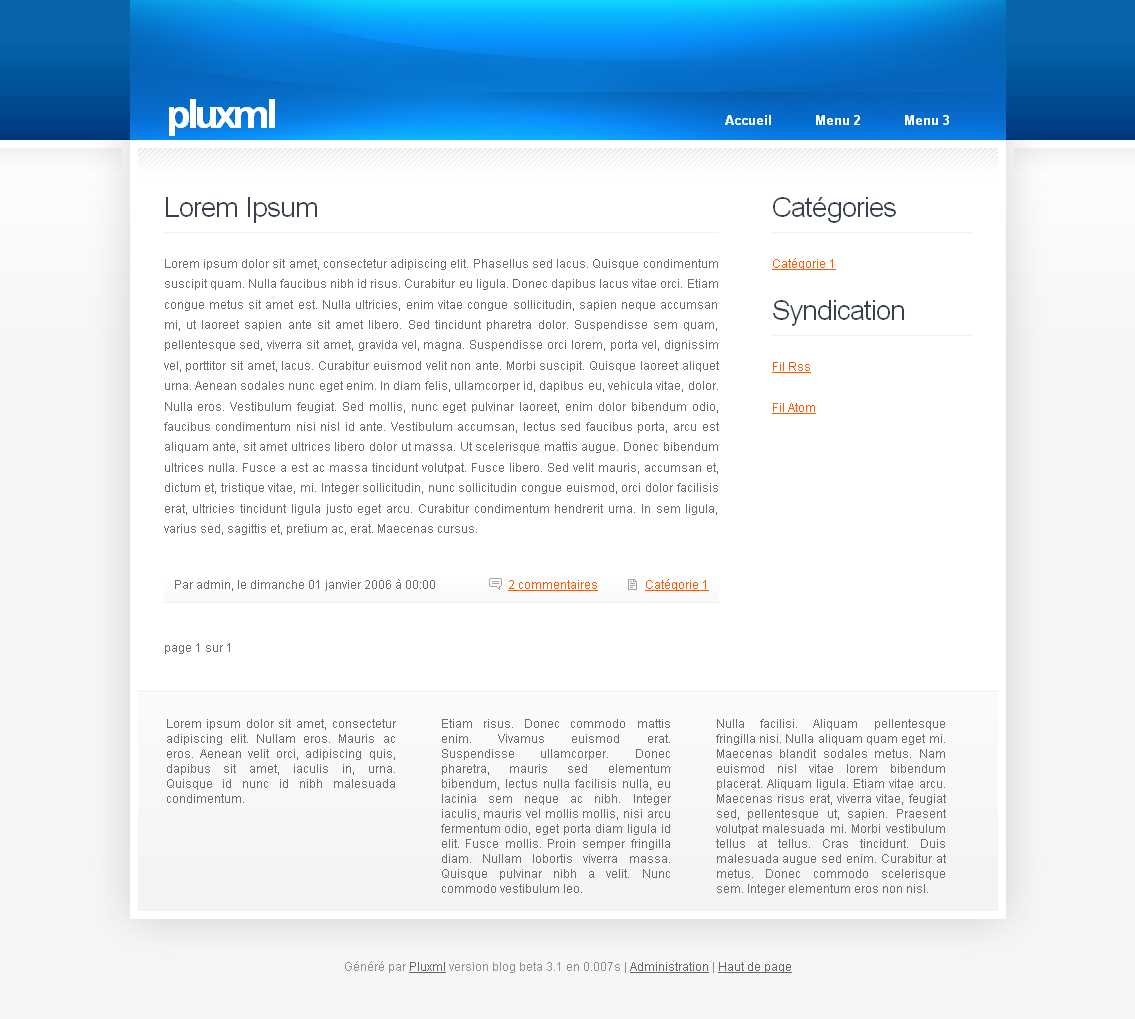 pluxml
Accueil Menu 2 Menu 3
Lorem Ipsum
Lorem ipsum dolor sit amet, consectetur adipiscing elit. Phasellus sed lacus. Quisque condimentum
suscipit quam. Nulla faucibus nibh id risus. Curabitur eu ligula. Donec dapibus lacus vitae orci. Etiam
congue metus sit amet est. Nulla ultricies, enim vitae congue sollicitudin, sapien neque accumsan
mi, ut laoreet sapien ante sit amet libero. Sed tincidunt pharetra dolor. Suspendisse sem quam,
pellentesque sed, viverra sit amet, gravida vel, magna. Suspendisse orci lorem, porta vel, dignissim
vel, porttitor sit amet, lacus. Curabitur euismod velit non ante. Morbi suscipit. Quisque laoreet aliquet
urna. Aenean sodales nunc eget enim. In diam felis, ullamcorper id, dapibus eu, vehicula vitae, dolor.
Nulla eros. Vestibulum feugiat. Sed mollis, nunc eget pulvinar laoreet, enim dolor bibendum odio,
faucibus condimentum nisi nisl id ante. Vestibulum accumsan, lectus sed faucibus porta, arcu est
aliquam ante, sit amet ultrices libero dolor ut massa. Ut scelerisque mattis augue. Donec bibendum
ultrices nulla. Fusce a est ac massa tincidunt volutpat. Fusce libero. Sed velit mauris, accumsan et,
dictum et, tristique vitae, mi. Integer sollicitudin, nunc sollicitudin congue euismod, orci dolor facilisis
erat, ultricies tincidunt ligula justo eget arcu. Curabitur condimentum hendrerit urna. In sem ligula,
varius sed, sagittis et, pretium ac, erat. Maecenas cursus.
Par admin, le dimanche 01 janvier 2006 à 00:00 2 commentaires Catégorie 1
page 1 sur 1
Catégories
Catégorie 1
Syndication
Fil Rss
Fil Atom
Lorem ipsum dolor sit amet, consectetur
adipiscing elit. Nullam eros. Mauris ac
eros. Aenean velit orci, adipiscing quis,
dapibus sit amet, iaculis in, urna.
Quisque id nunc id nibh malesuada
condimentum.
Etiam risus. Donec commodo mattis
enim. Vivamus euismod erat.
Suspendisse ullamcorper. Donec
pharetra, mauris sed elementum
bibendum, lectus nulla facilisis nulla, eu
lacinia sem neque ac nibh. Integer
iaculis, mauris vel mollis mollis, nisi arcu
fermentum odio, eget porta diam ligula id
elit. Fusce mollis. Proin semper fringilla
diam. Nullam lobortis viverra massa.
Quisque pulvinar nibh a velit. Nunc
commodo vestibulum leo.
Nulla facilisi. Aliquam pellentesque
fringilla nisi. Nulla aliquam quam eget mi.
Maecenas blandit sodales metus. Nam
euismod nisl vitae lorem bibendum
placerat. Aliquam ligula. Etiam vitae arcu.
Maecenas risus erat, viverra vitae, feugiat
sed, pellentesque ut, sapien. Praesent
volutpat malesuada mi. Morbi vestibulum
tellus at tellus. Cras tincidunt. Duis
malesuada augue sed enim. Curabitur at
metus. Donec commodo scelerisque
sem. Integer elementum eros non nisl.
Généré par Pluxml version blog beta 3.1 en 0.007s | Administration | Haut de page